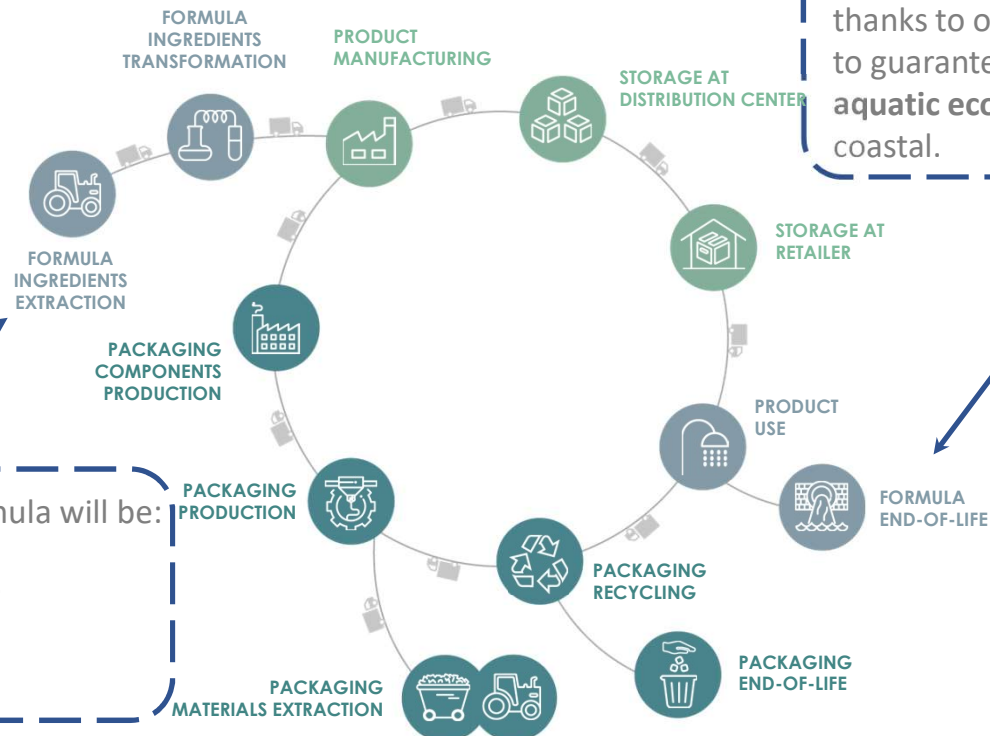 FORMULA
INGREDIENTS
TRANSFORMATION
PRODUCT
MANUFACTURING
STORAGE AT
DISTRIBUTION CENTER
thanks to o
to guarante
aquatic eco
coastal.
FORMULA
INGREDIENTS
EXTRACTION
STORAGE AT
RETAILER
PACKAGING
COMPONENTS
PRODUCTION
PRODUCT
USE
nula will be:
PACKAGING
PRODUCTION
FORMULA
END-OF-LIFE
PACKAGING
RECYCLING
PACKAGING
END-OF-LIFE
PACKAGING
MATERIALS EXTRACTION